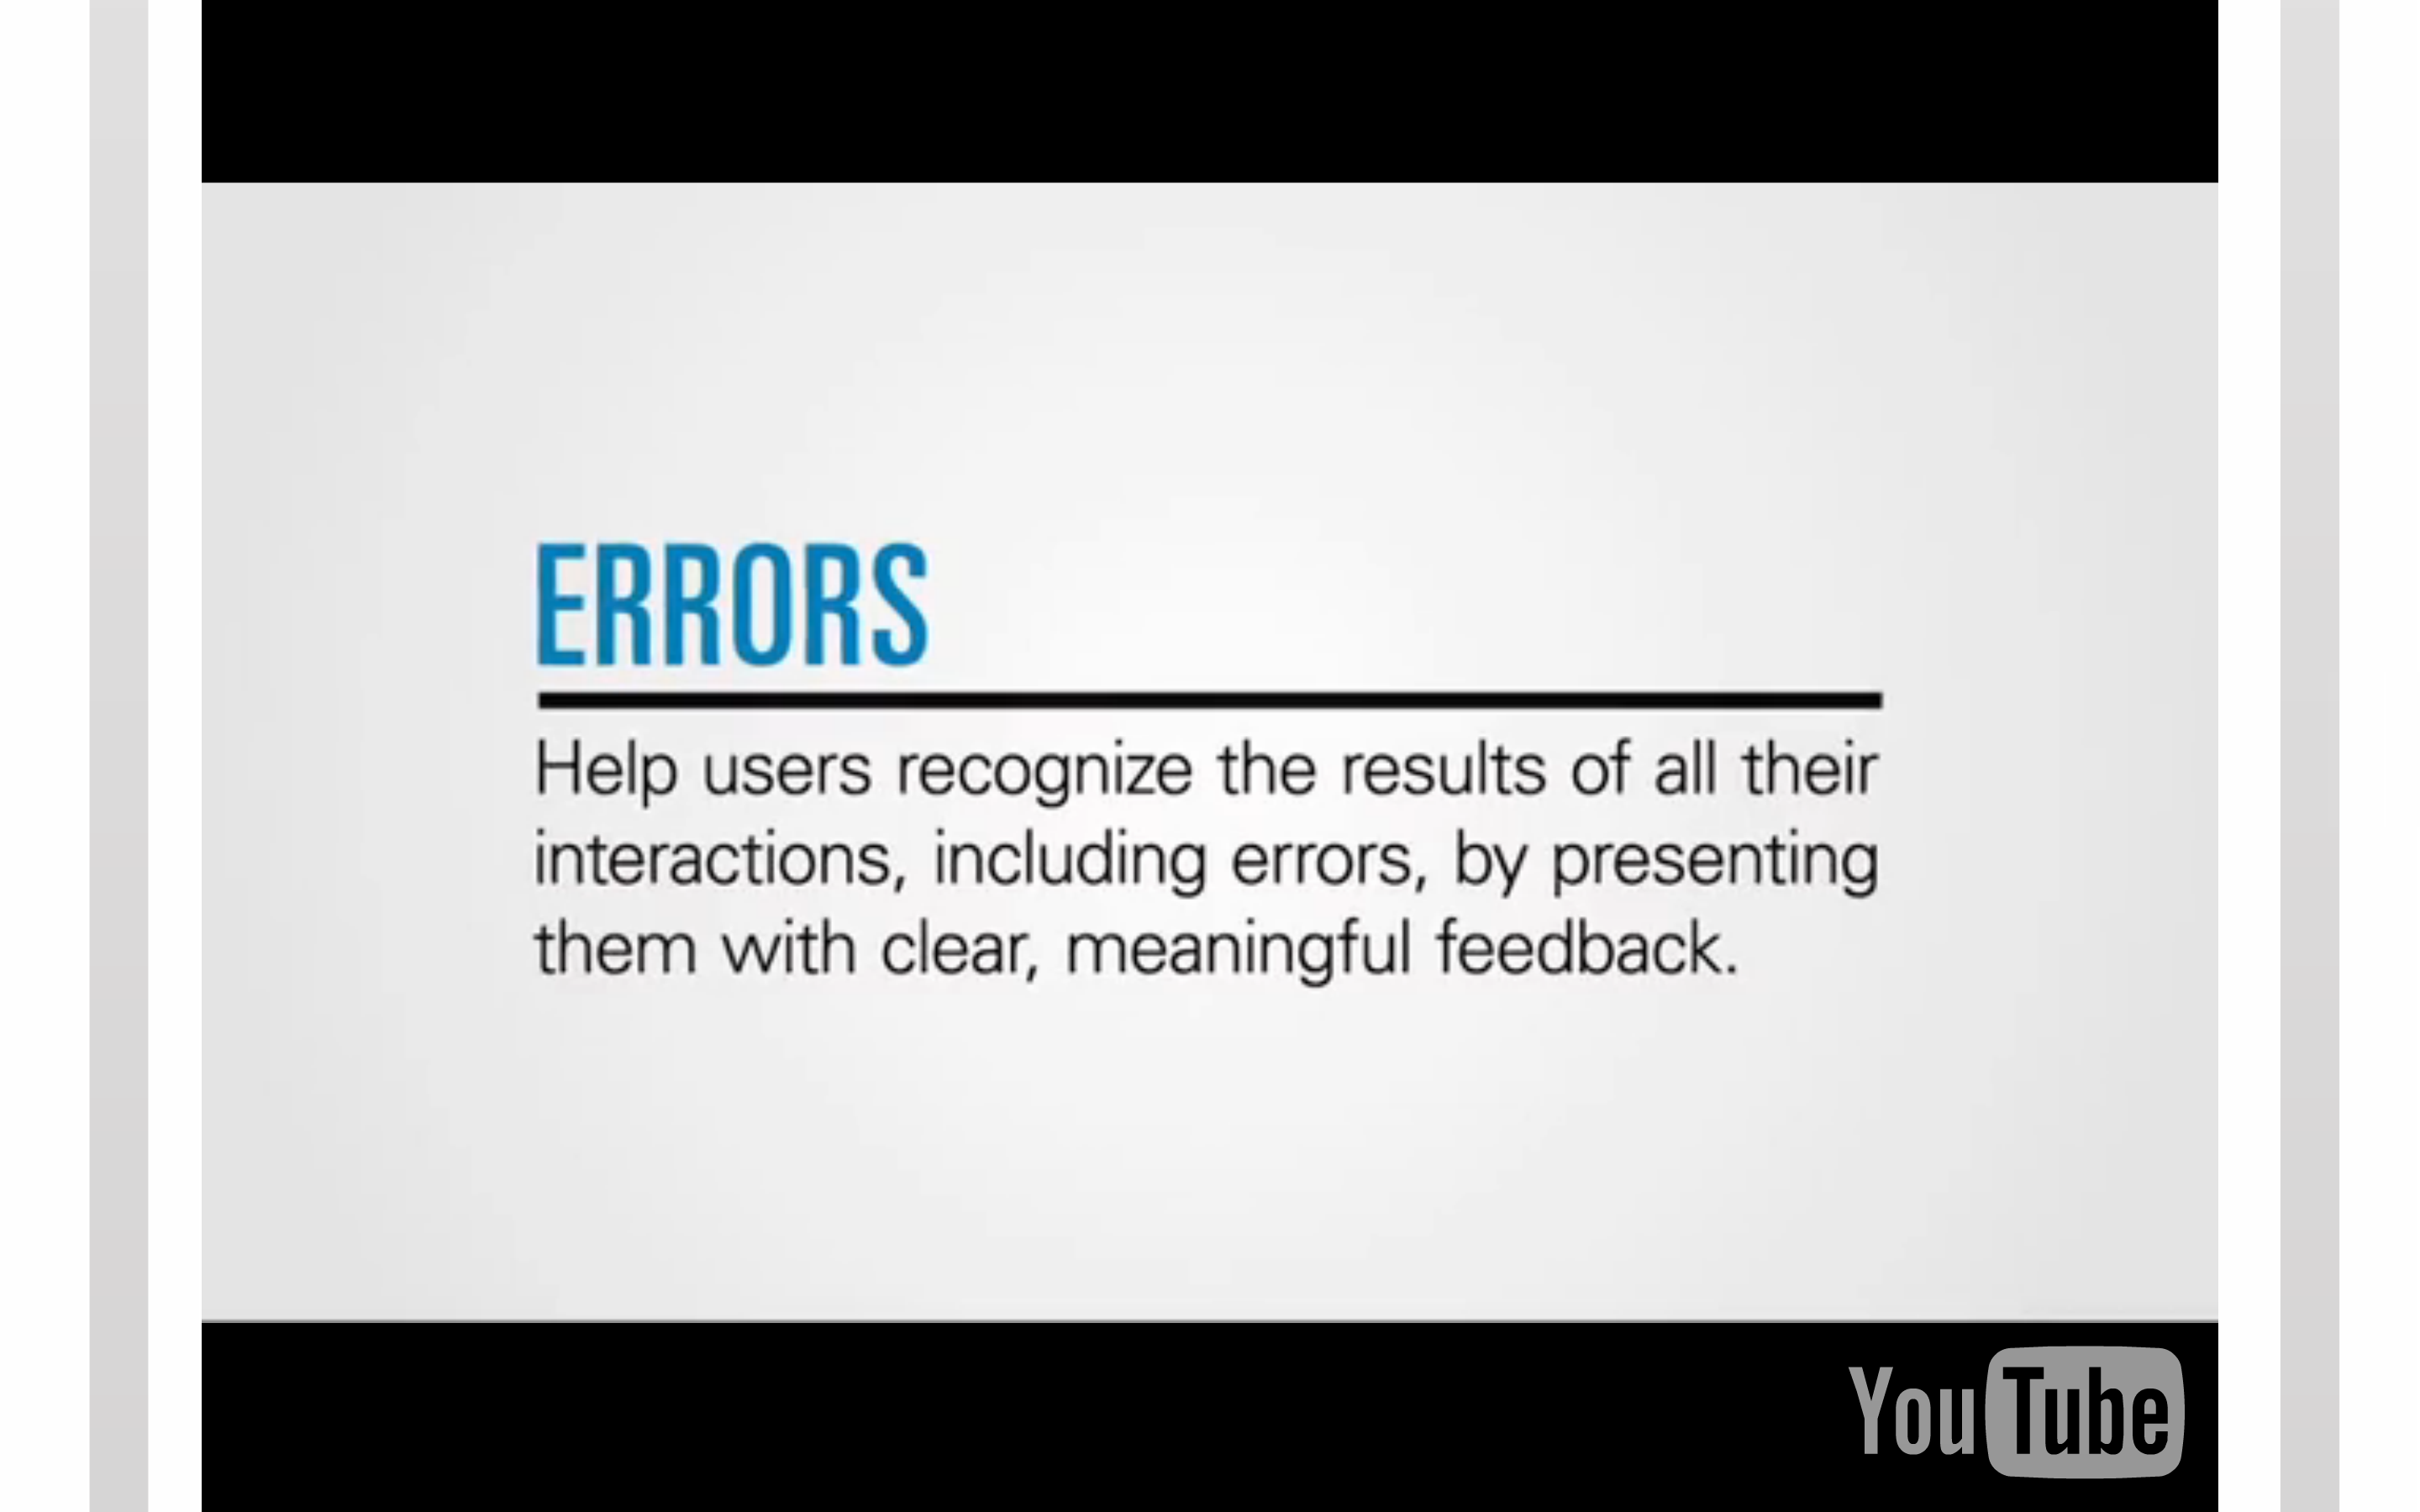 ERRORS
Help users recognize the results of all their
interactions, including errors, by presenting
them with clear, meaningful feedback.
YouTube